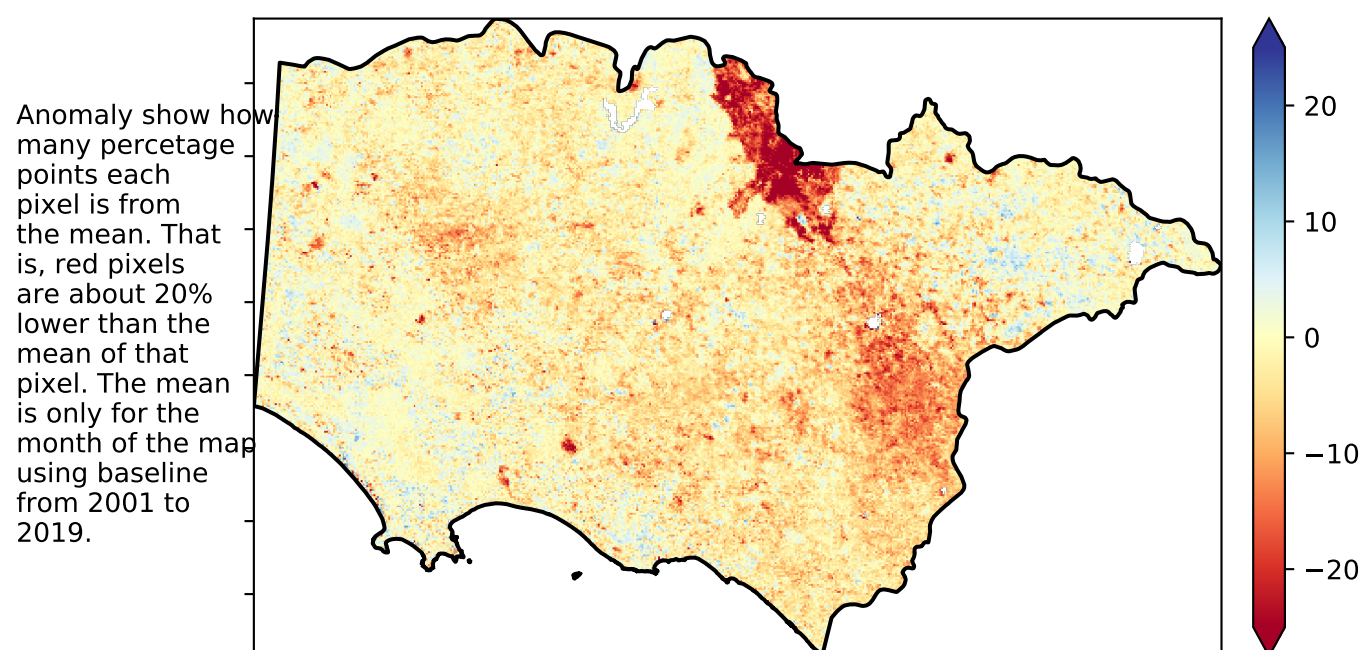 Anomaly show how
many percetage
points each
pixel is from
the mean. That
is, red pixels
are about 20%
lower than the
mean of that
pixel. The mean
is only for the
month of the map
using baseline
from 2001 to
2019.
20
10
0
−10
−20